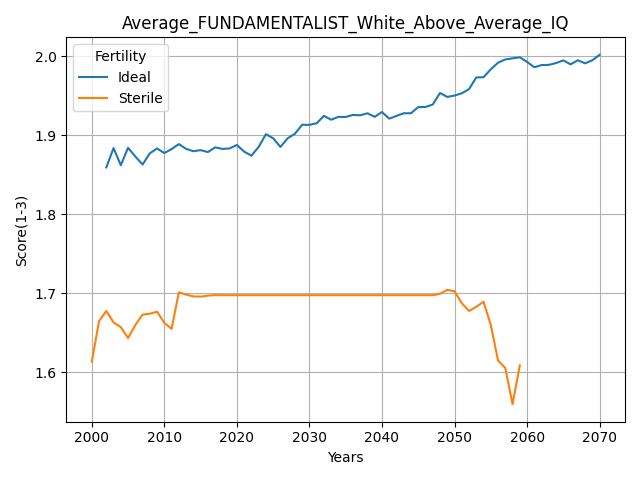 Average_FUNDAMENTALIST_White_Above_Average_IQ
Fertility
Ideal
Sterile
Score(1-3)
2.0
1.9
1.8
1.7
1.6
2000 2010 2020 2030 2040 2050 2060 2070
Years